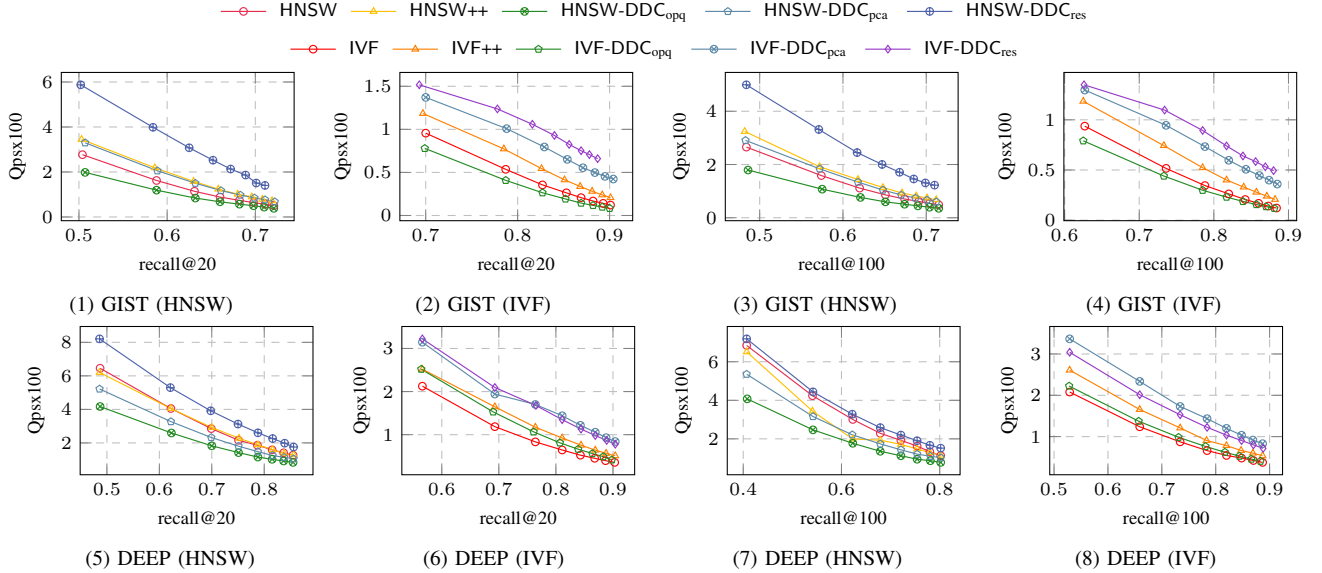 HNSW HNSW++ HNSW-DDCopq HNSW-DDCpca HNSW-DDCres
IVF IVF++ IVF-DDCopq IVF-DDCpca IVF-DDCres
Qpsx100
6
4
2
0
0.5 0.6 0.7
recall@20
(1) GIST (HNSW)
Qpsx100
1.5
1
0.5
0
0.7 0.8 0.9
recall@20
(2) GIST (IVF)
Qpsx100
4
2
0
0.5 0.6 0.7
recall@100
(3) GIST (HNSW)
Qpsx100
1
0.5
0
0.6 0.7 0.8 0.9
recall@100
(4) GIST (IVF)
Qpsx100
8
6
4
2
0.5 0.6 0.7 0.8
recall@20
(5) DEEP (HNSW)
Qpsx100
3
2
1
0.6 0.7 0.8 0.9
recall@20
(6) DEEP (IVF)
Qpsx100
6
4
2
0.4 0.5 0.6 0.7 0.8
recall@100
(7) DEEP (HNSW)
Qpsx100
3
2
1
0.5 0.6 0.7 0.8 0.9
recall@100
(8) DEEP (IVF)